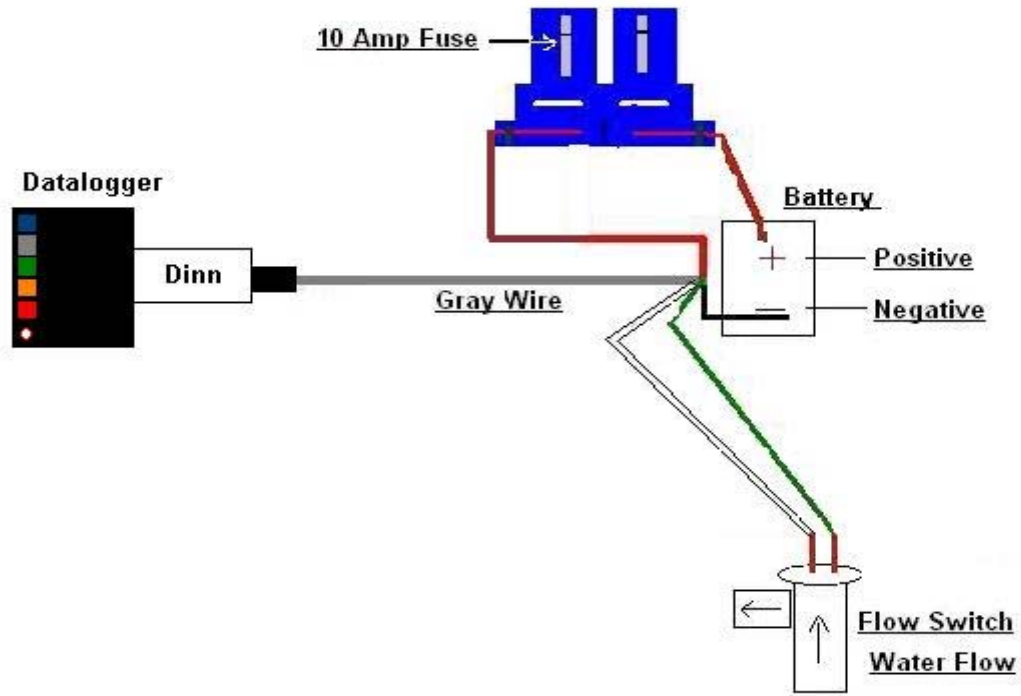 10 Amp Fuse
Datalogger
Battery
Dinn
Positive
Gray Wire
Negative
Flow Switch
Water Flow